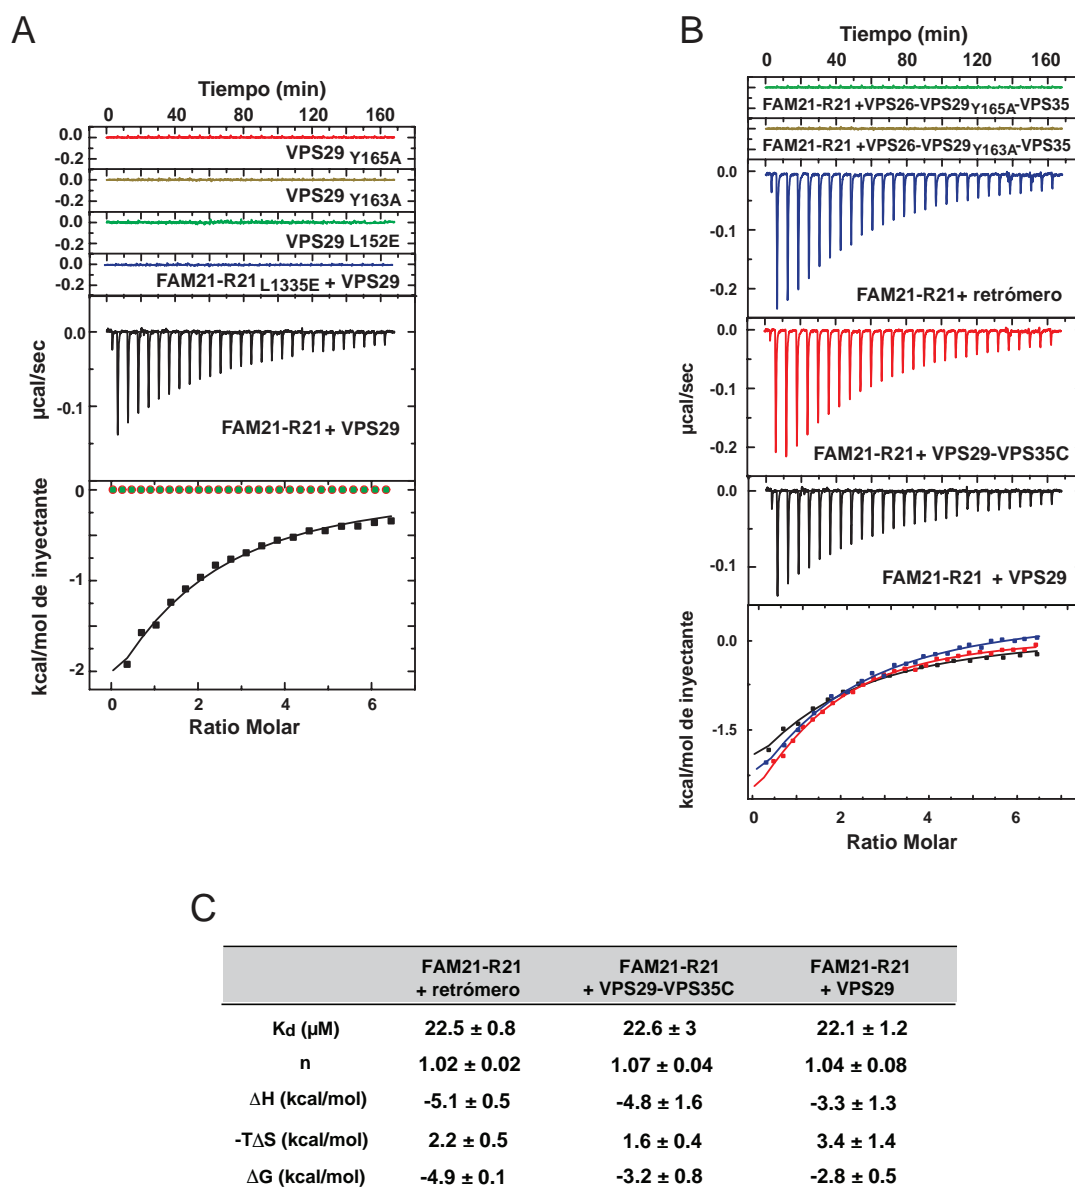 A
Tiempo (min)
0 40 80 120 160
0.0
-0.2
VPS29 Y165A
0.0
-0.2
VPS29 Y163A
0.0
-0.2
VPS29 L152E
0.0
-0.2
FAM21-R21 L1335E + VPS29
0.0
-0.1
µcal/sec
FAM21-R21+ VPS29
0
-1
-2
kcal/mol de inyectante
0 2 4 6
Ratio Molar
B
Tiempo (min)
0 40 80 120 160
FAM21-R21 +VPS26-VPS29Y165A-VPS35
FAM21-R21 +VPS26-VPS29Y163A-VPS35
0.0
-0.1
-0.2
FAM21-R21+ retrómero
0.0
-0.1
-0.2
µcal/sec
FAM21-R21+ VPS29-VPS35C
0.0
-0.1
FAM21-R21 + VPS29
0.0
-1.5
kcal/mol de inyectante
0 2 4 6
Ratio Molar
C
FAM21-R21 FAM21-R21 FAM21-R21
+ retrómero + VPS29-VPS35C + VPS29
Kd (µM) 22.5 ± 0.8 22.6 ± 3 22.1 ± 1.2
n 1.02 ± 0.02 1.07 ± 0.04 1.04 ± 0.08
ΔH (kcal/mol) -5.1 ± 0.5 -4.8 ± 1.6 -3.3 ± 1.3
-TΔS (kcal/mol) 2.2 ± 0.5 1.6 ± 0.4 3.4 ± 1.4
ΔG (kcal/mol) -4.9 ± 0.1 -3.2 ± 0.8 -2.8 ± 0.5